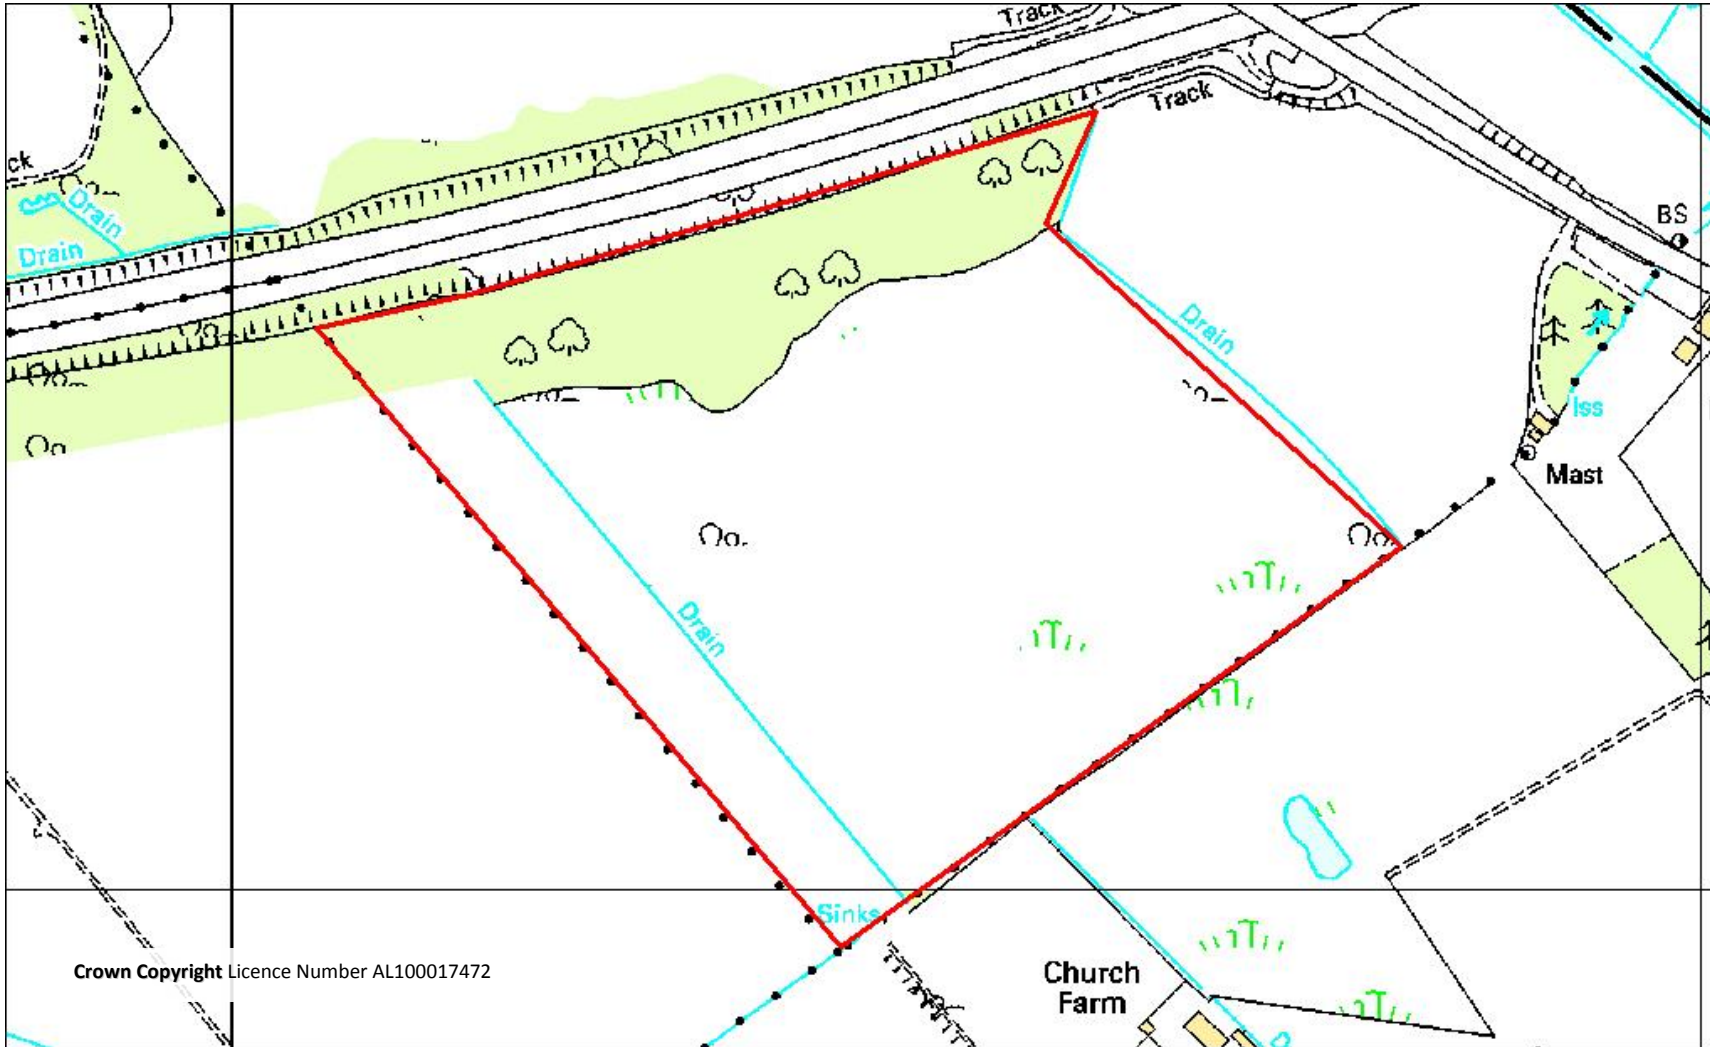 Track
Track
ck
Drain
Drain
BS
Drain
Iss
Mast
Drain
Sinks
Crown Copyright Licence Number AL100017472
Church
Farm